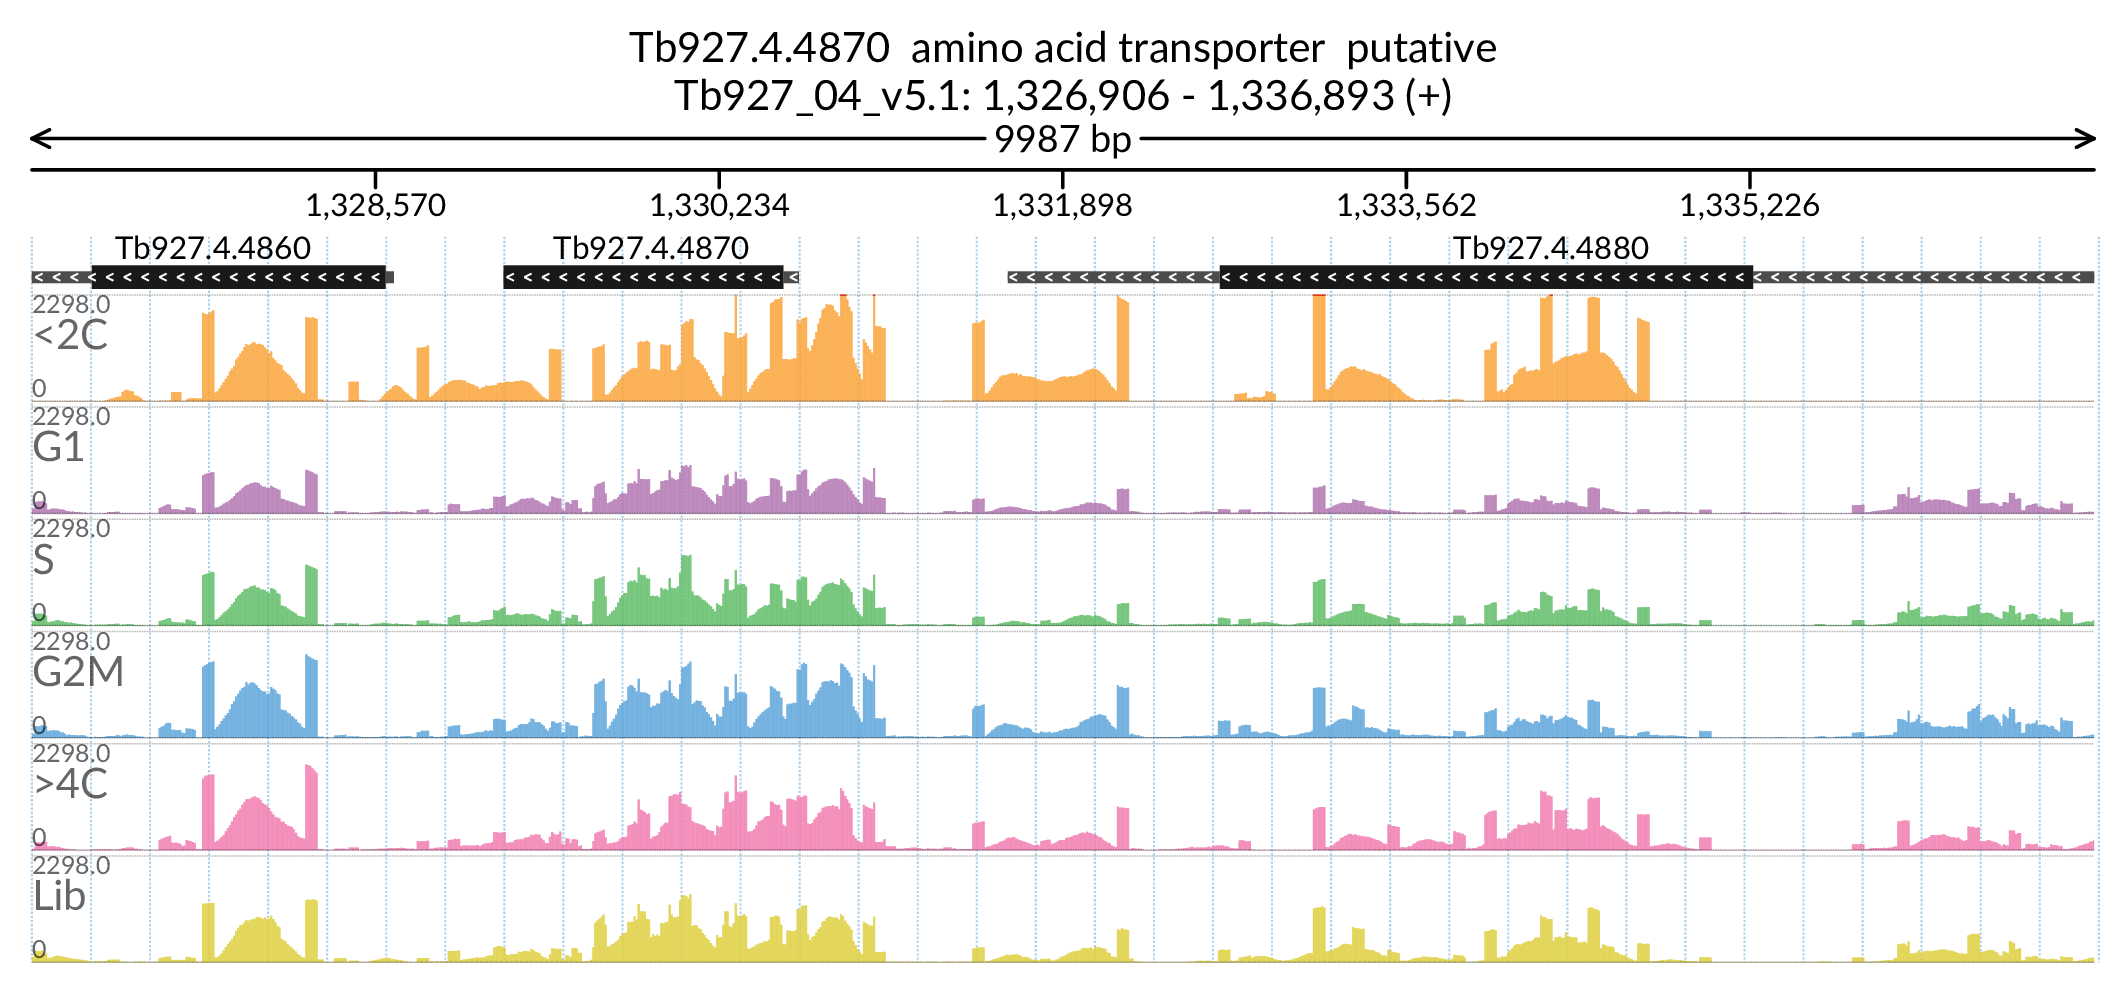 Tb927.4.4870 amino acid transporter putative
Tb927_04_v5.1: 1,326,906 - 1,336,893 (+)
9987 bp
1,328,570 1,330,234 1,331,898 1,333,562 1,335,226
Tb927.4.4860 Tb927.4.4870 Tb927.4.4880
2298.0
<2C
0
2298.0
G1
0
2298.0
S
0
2298.0
G2M
0
2298.0
>4C
0
2298.0
Lib
0